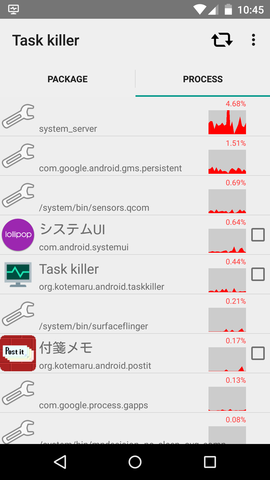 10:45
Task killer
PACKAGE
PROCESS
4.68%
system_server
1.51%
com.google.android.gms.persistent
0.69%
/system/bin/sensors.qcom
0.64%
lollipop
システムUI
com.android.systemui
0.44%
Task killer
org.kotemaru.android.taskkiller
0.21%
/system/bin/surfaceflinger
0.17%
Post it
付箋メモ
org.kotemaru.android.postit
0.13%
com.google.process.gapps
0.08%